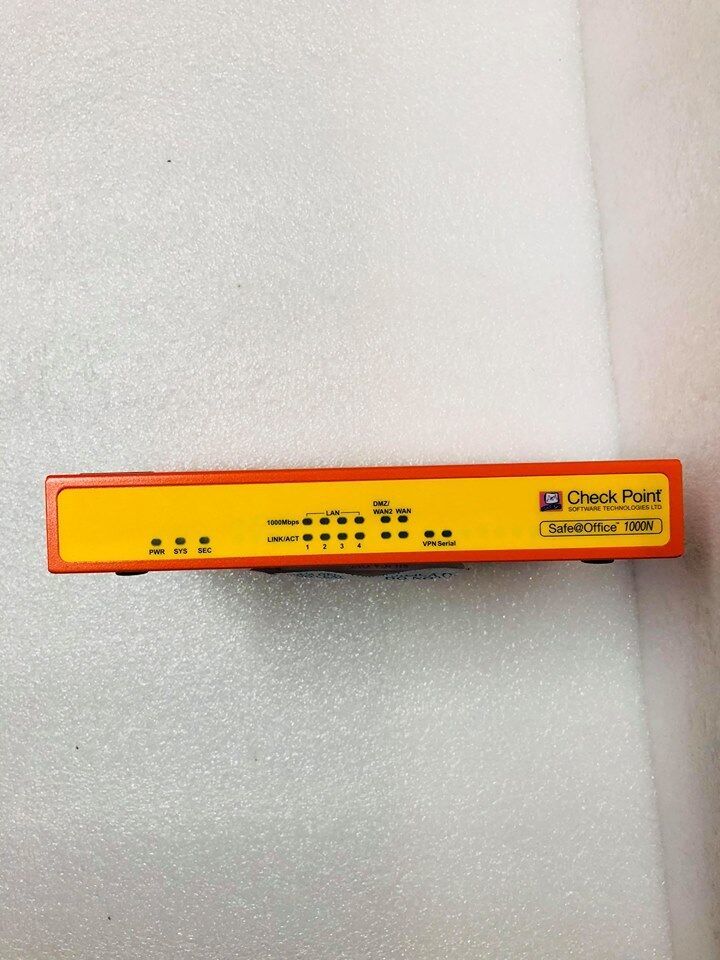 Check Point
SOFTWARE TECHNOLOGIES LTD.
Safe@Office™ 1000N
LAN
DMZ/
WAN2 WAN
1000Mbps
LINK/ACT
1 2 3 4
PWR SYS SEC
VPN Serial